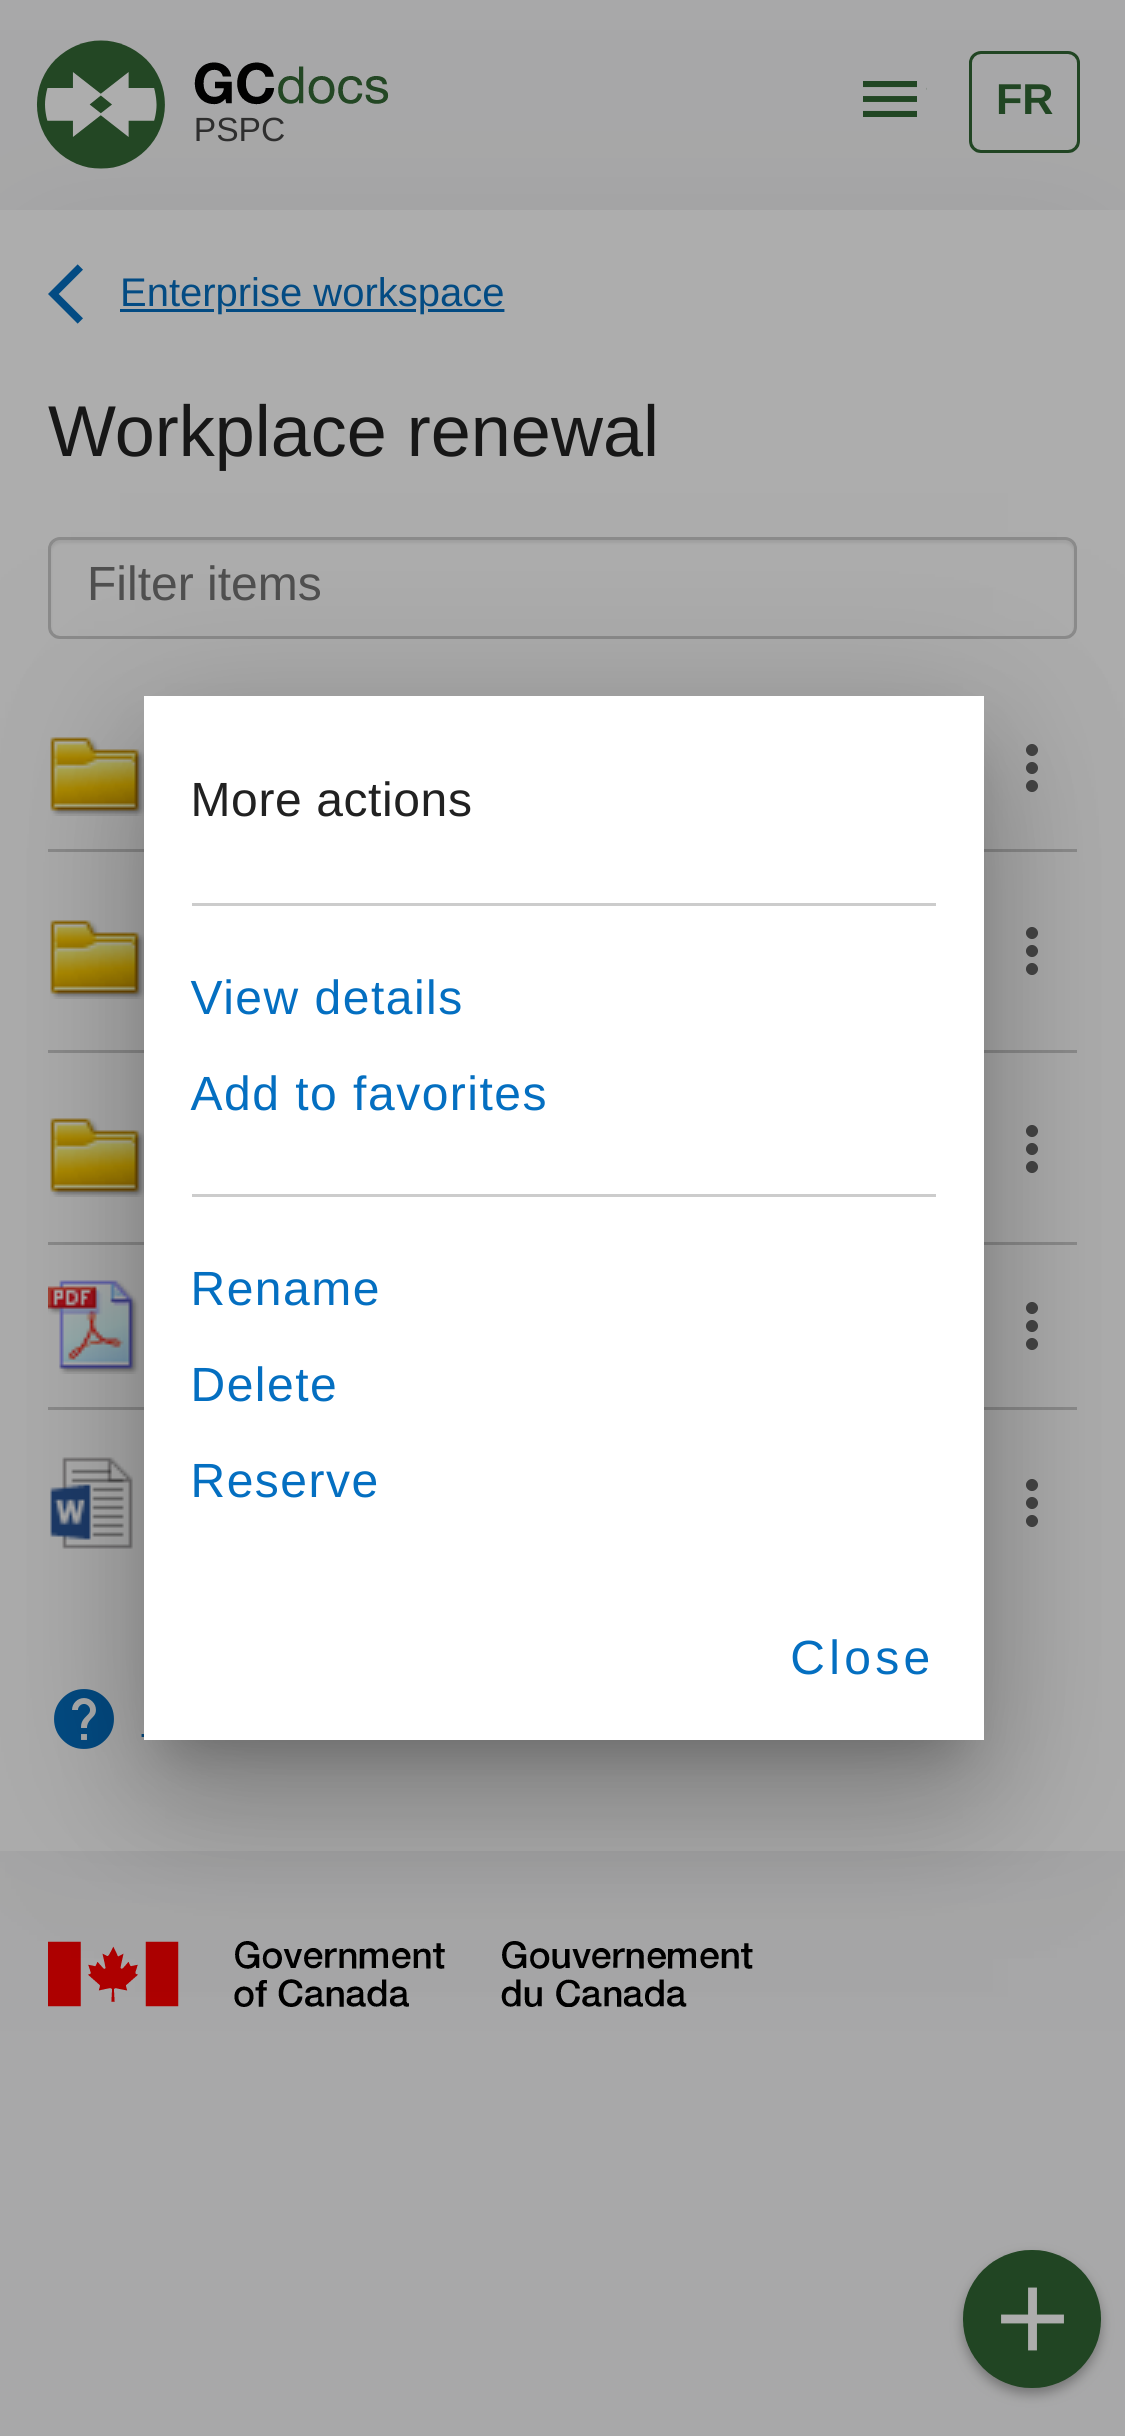 GCdocs
PSPC
FR
Enterprise workspace
Workplace renewal
Filter items
More actions
View details
Add to favorites
Rename
PDF
Delete
Reserve
W
Close
?
Government of Canada
Gouvernement du Canada